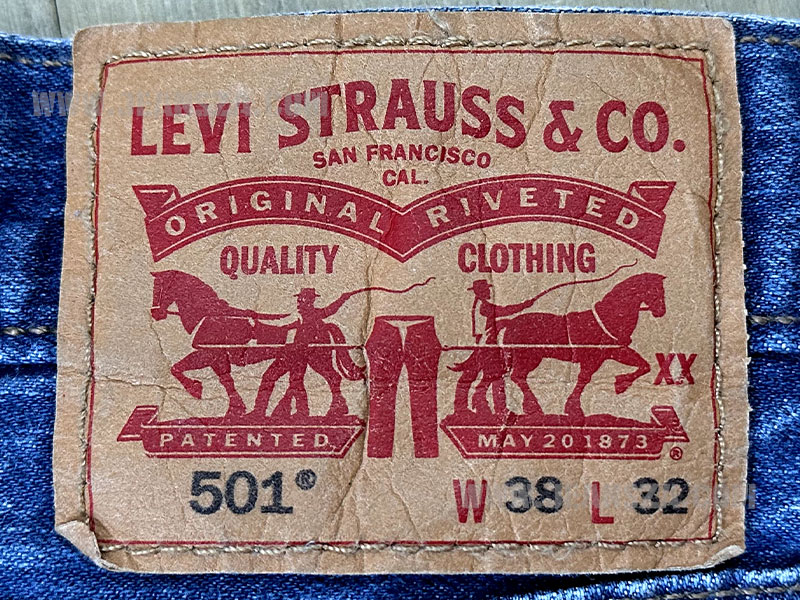 LEVI STRAUSS & CO.
SAN FRANCISCO
CAL.
ORIGINAL RIVETED
QUALITY CLOTHING
XX
PATENTED MAY 20 1873 ®
501® W 38 L 32